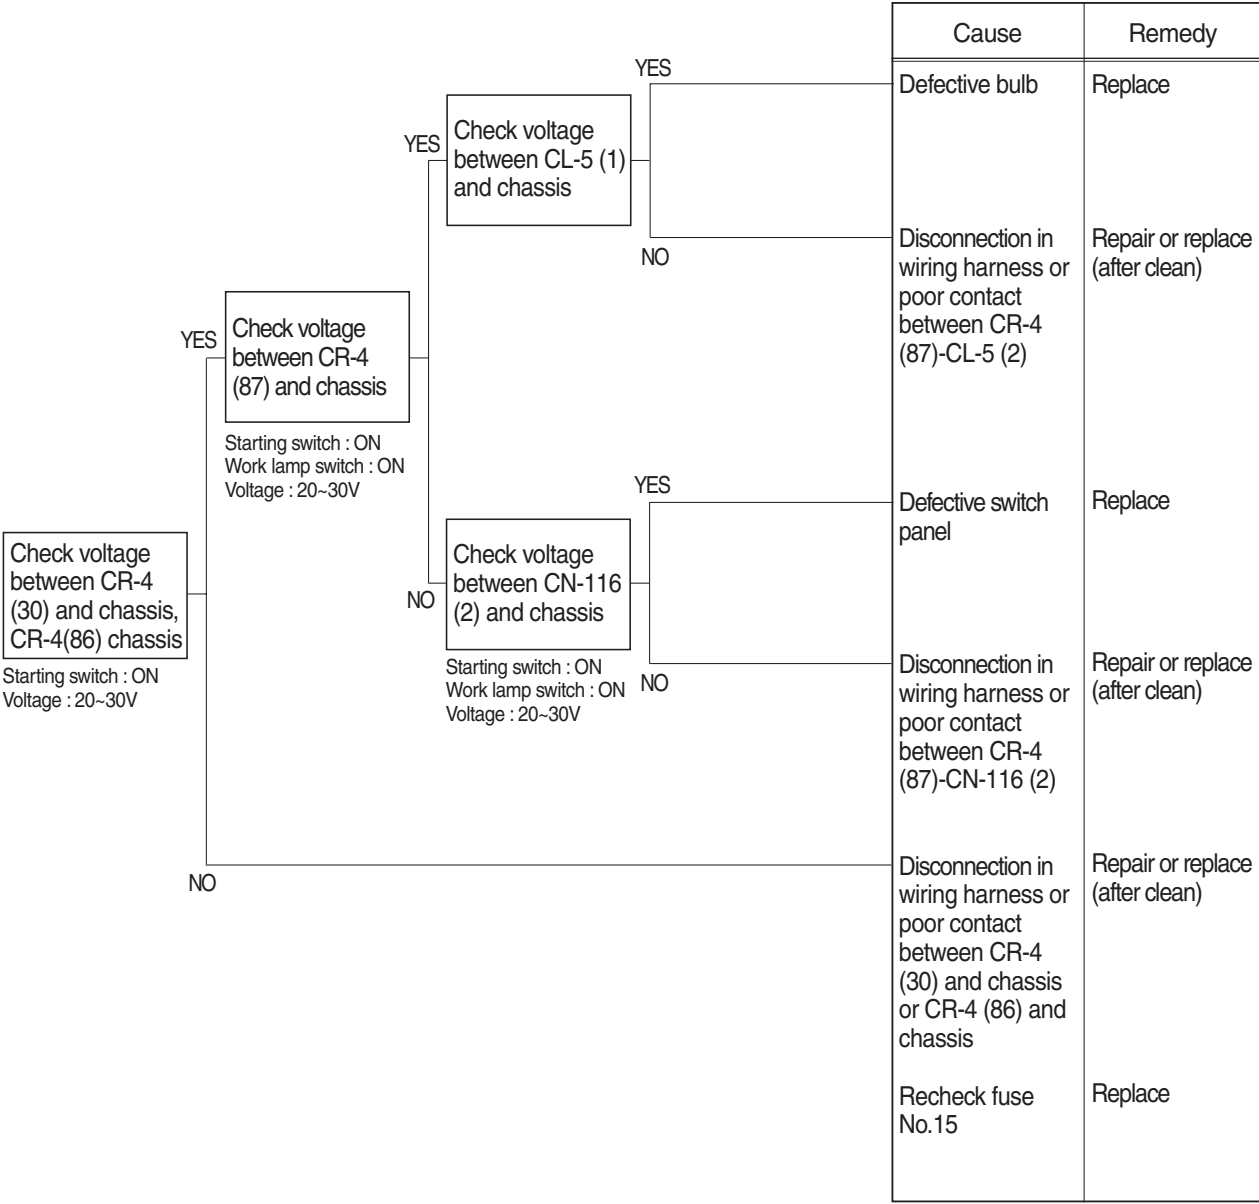 Cause
Remedy
YES
Defective bulb
Replace
YES
Check voltage
between CL-5 (1)
and chassis
NO
Disconnection in
wiring harness or
poor contact
between CR-4
(87)-CL-5 (2)
Repair or replace
(after clean)
YES
Check voltage
between CR-4
(87) and chassis
Starting switch : ON
Work lamp switch : ON
Voltage : 20~30V
YES
Defective switch
panel
Replace
Check voltage
between CR-4
(30) and chassis,
CR-4(86) chassis
Starting switch : ON
Voltage : 20~30V
NO
Check voltage
between CN-116
(2) and chassis
Starting switch : ON
Work lamp switch : ON
Voltage : 20~30V
NO
Disconnection in
wiring harness or
poor contact
between CR-4
(87)-CN-116 (2)
Repair or replace
(after clean)
NO
Disconnection in
wiring harness or
poor contact
between CR-4
(30) and chassis
or CR-4 (86) and
chassis
Repair or replace
(after clean)
Recheck fuse
No.15
Replace